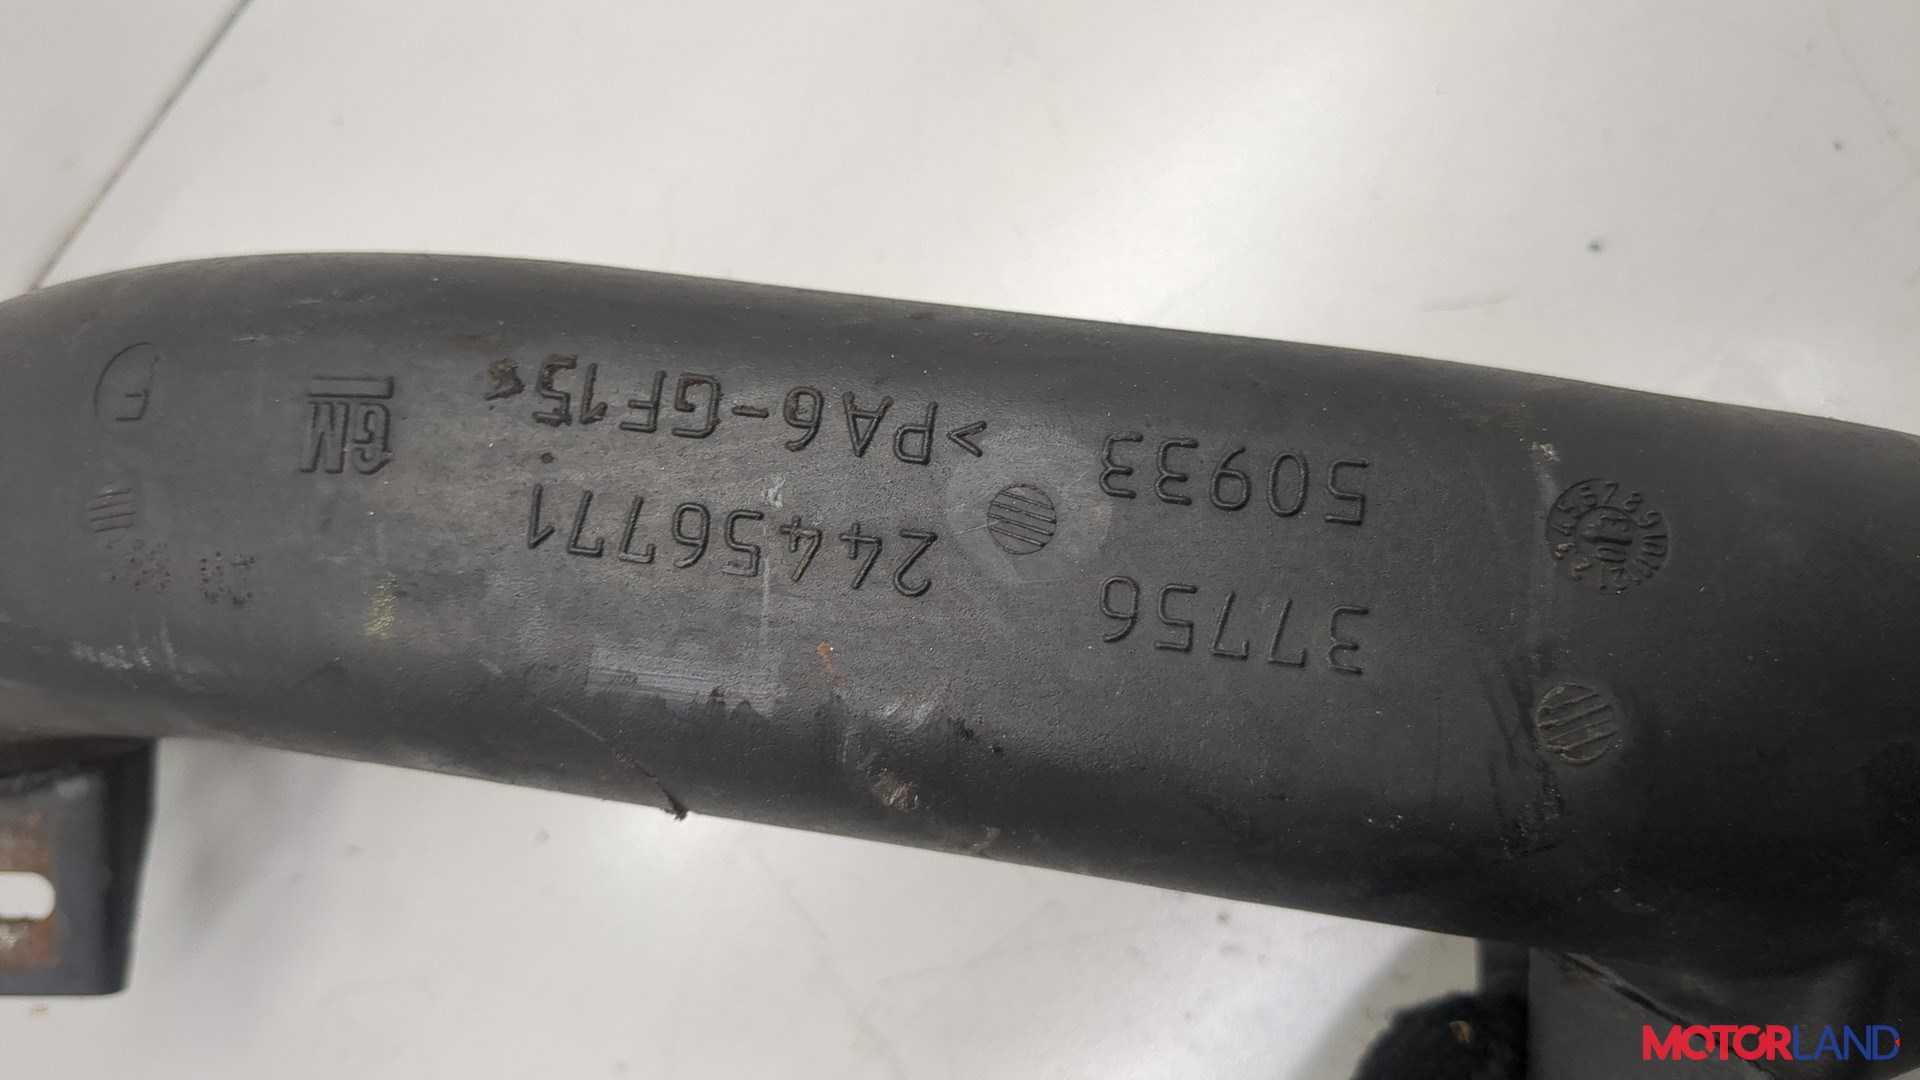 37756
24456771
50933
>PA6-GF15<
GM
F
MOTORLAND